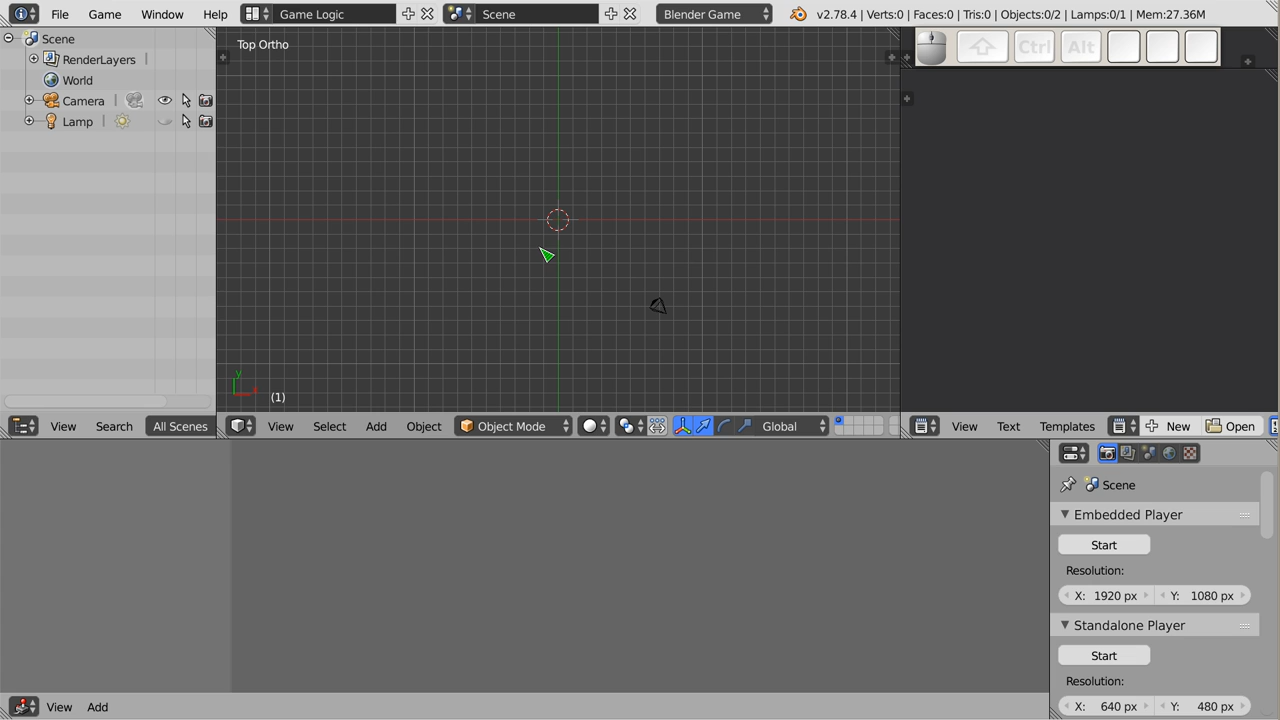 File Game Window Help Game Logic Scene Blender Game v2.78.4 | Verts:0 | Faces:0 | Tris:0 | Objects:0/2 | Lamps:0/1 | Mem:27.36M
Scene
RenderLayers
World
Camera
Lamp
Top Ortho
Ctrl Alt
y
x
(1)
View Search All Scenes
View Select Add Object Object Mode Global
View Text Templates New Open
Scene
Embedded Player
Start
Resolution:
X: 1920 px Y: 1080 px
Standalone Player
Start
Resolution:
X: 640 px Y: 480 px
View Add